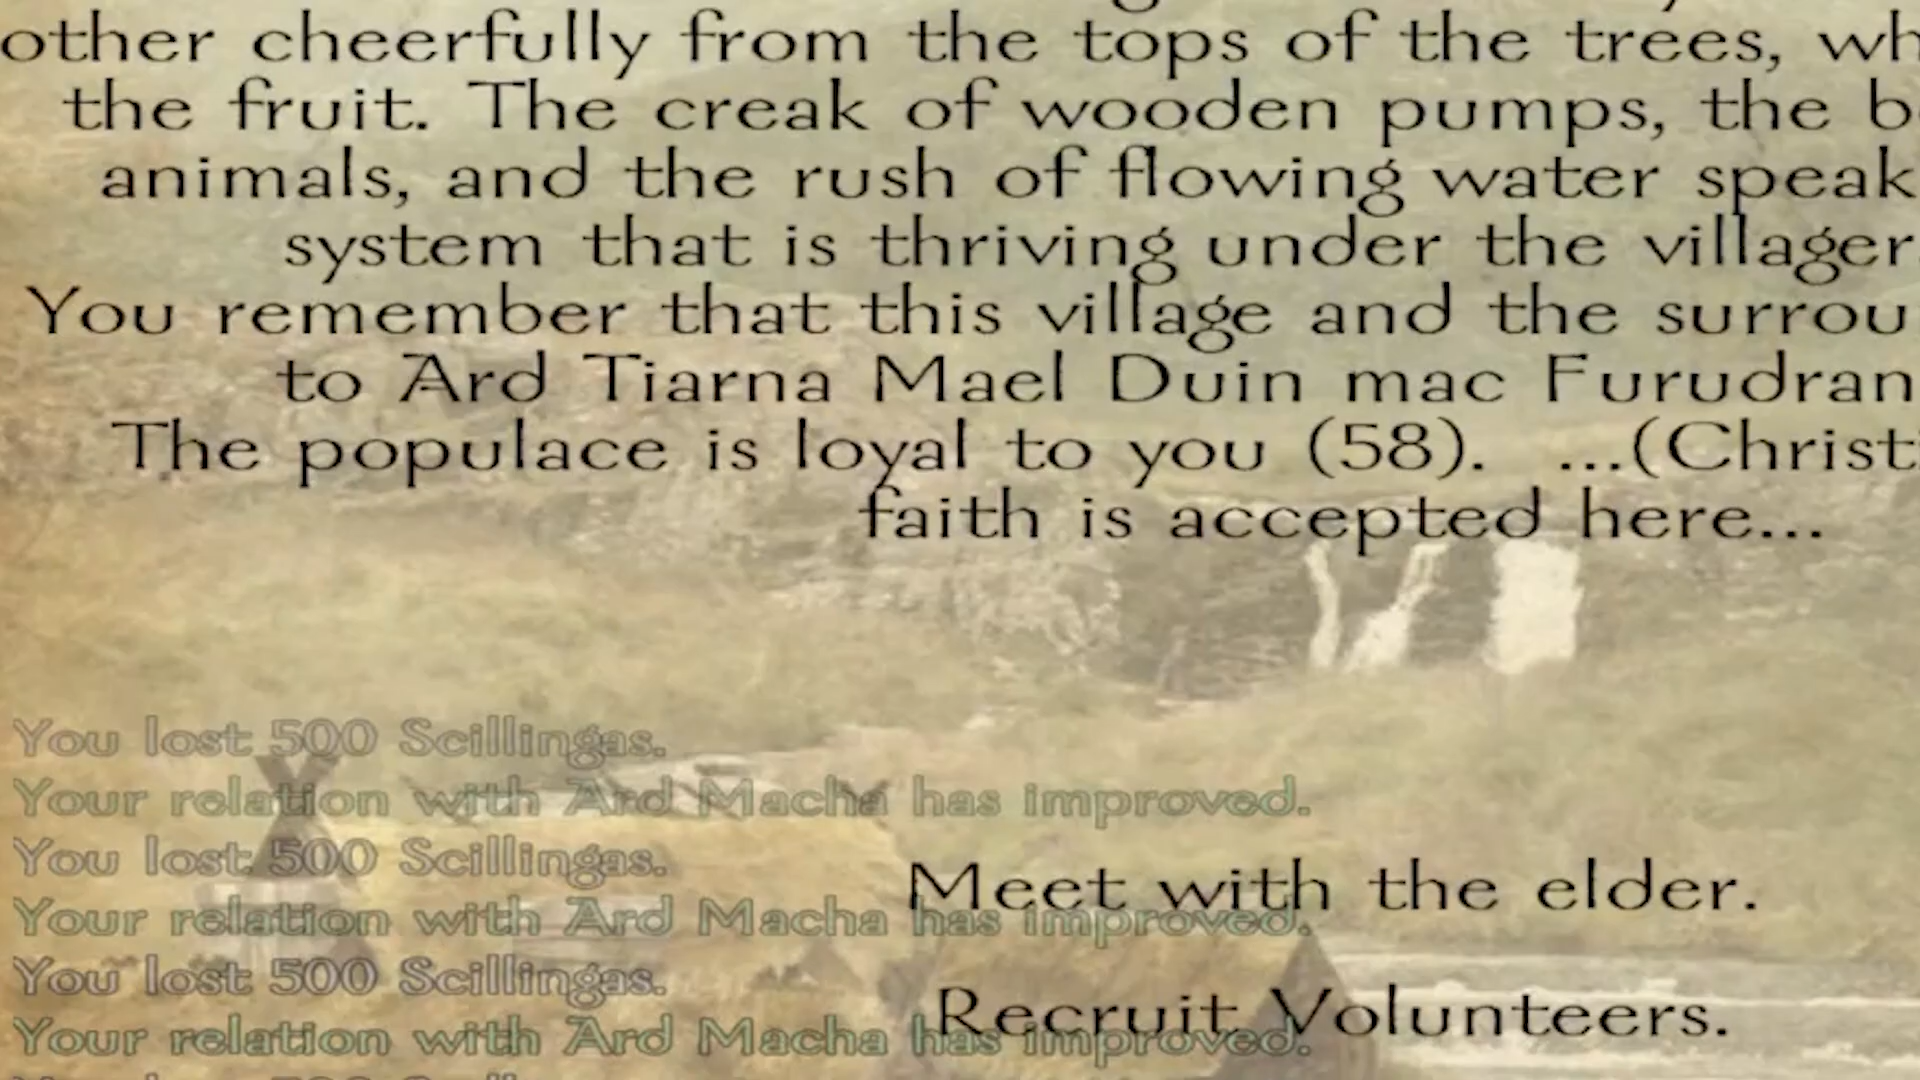 other cheerfully from the tops of the trees,
the fruit. The creak of wooden pumps, the
animals, and the rush of flowing water speak
system that is thriving under the
You remember that this village and the
to Ard Tiarna Mael Duin mac Furudran
The populace is loyal to you (58). ...(
faith is accepted here...
You lost 500 Scillingas.
Your relation with Ard Macha has improved.
You lost 500 Scillingas.
Meet with the elder.
Your relation with Ard Macha has improved.
You lost 500 Scillingas.
Recruit Volunteers.
Your relation with Ard Macha has improved.